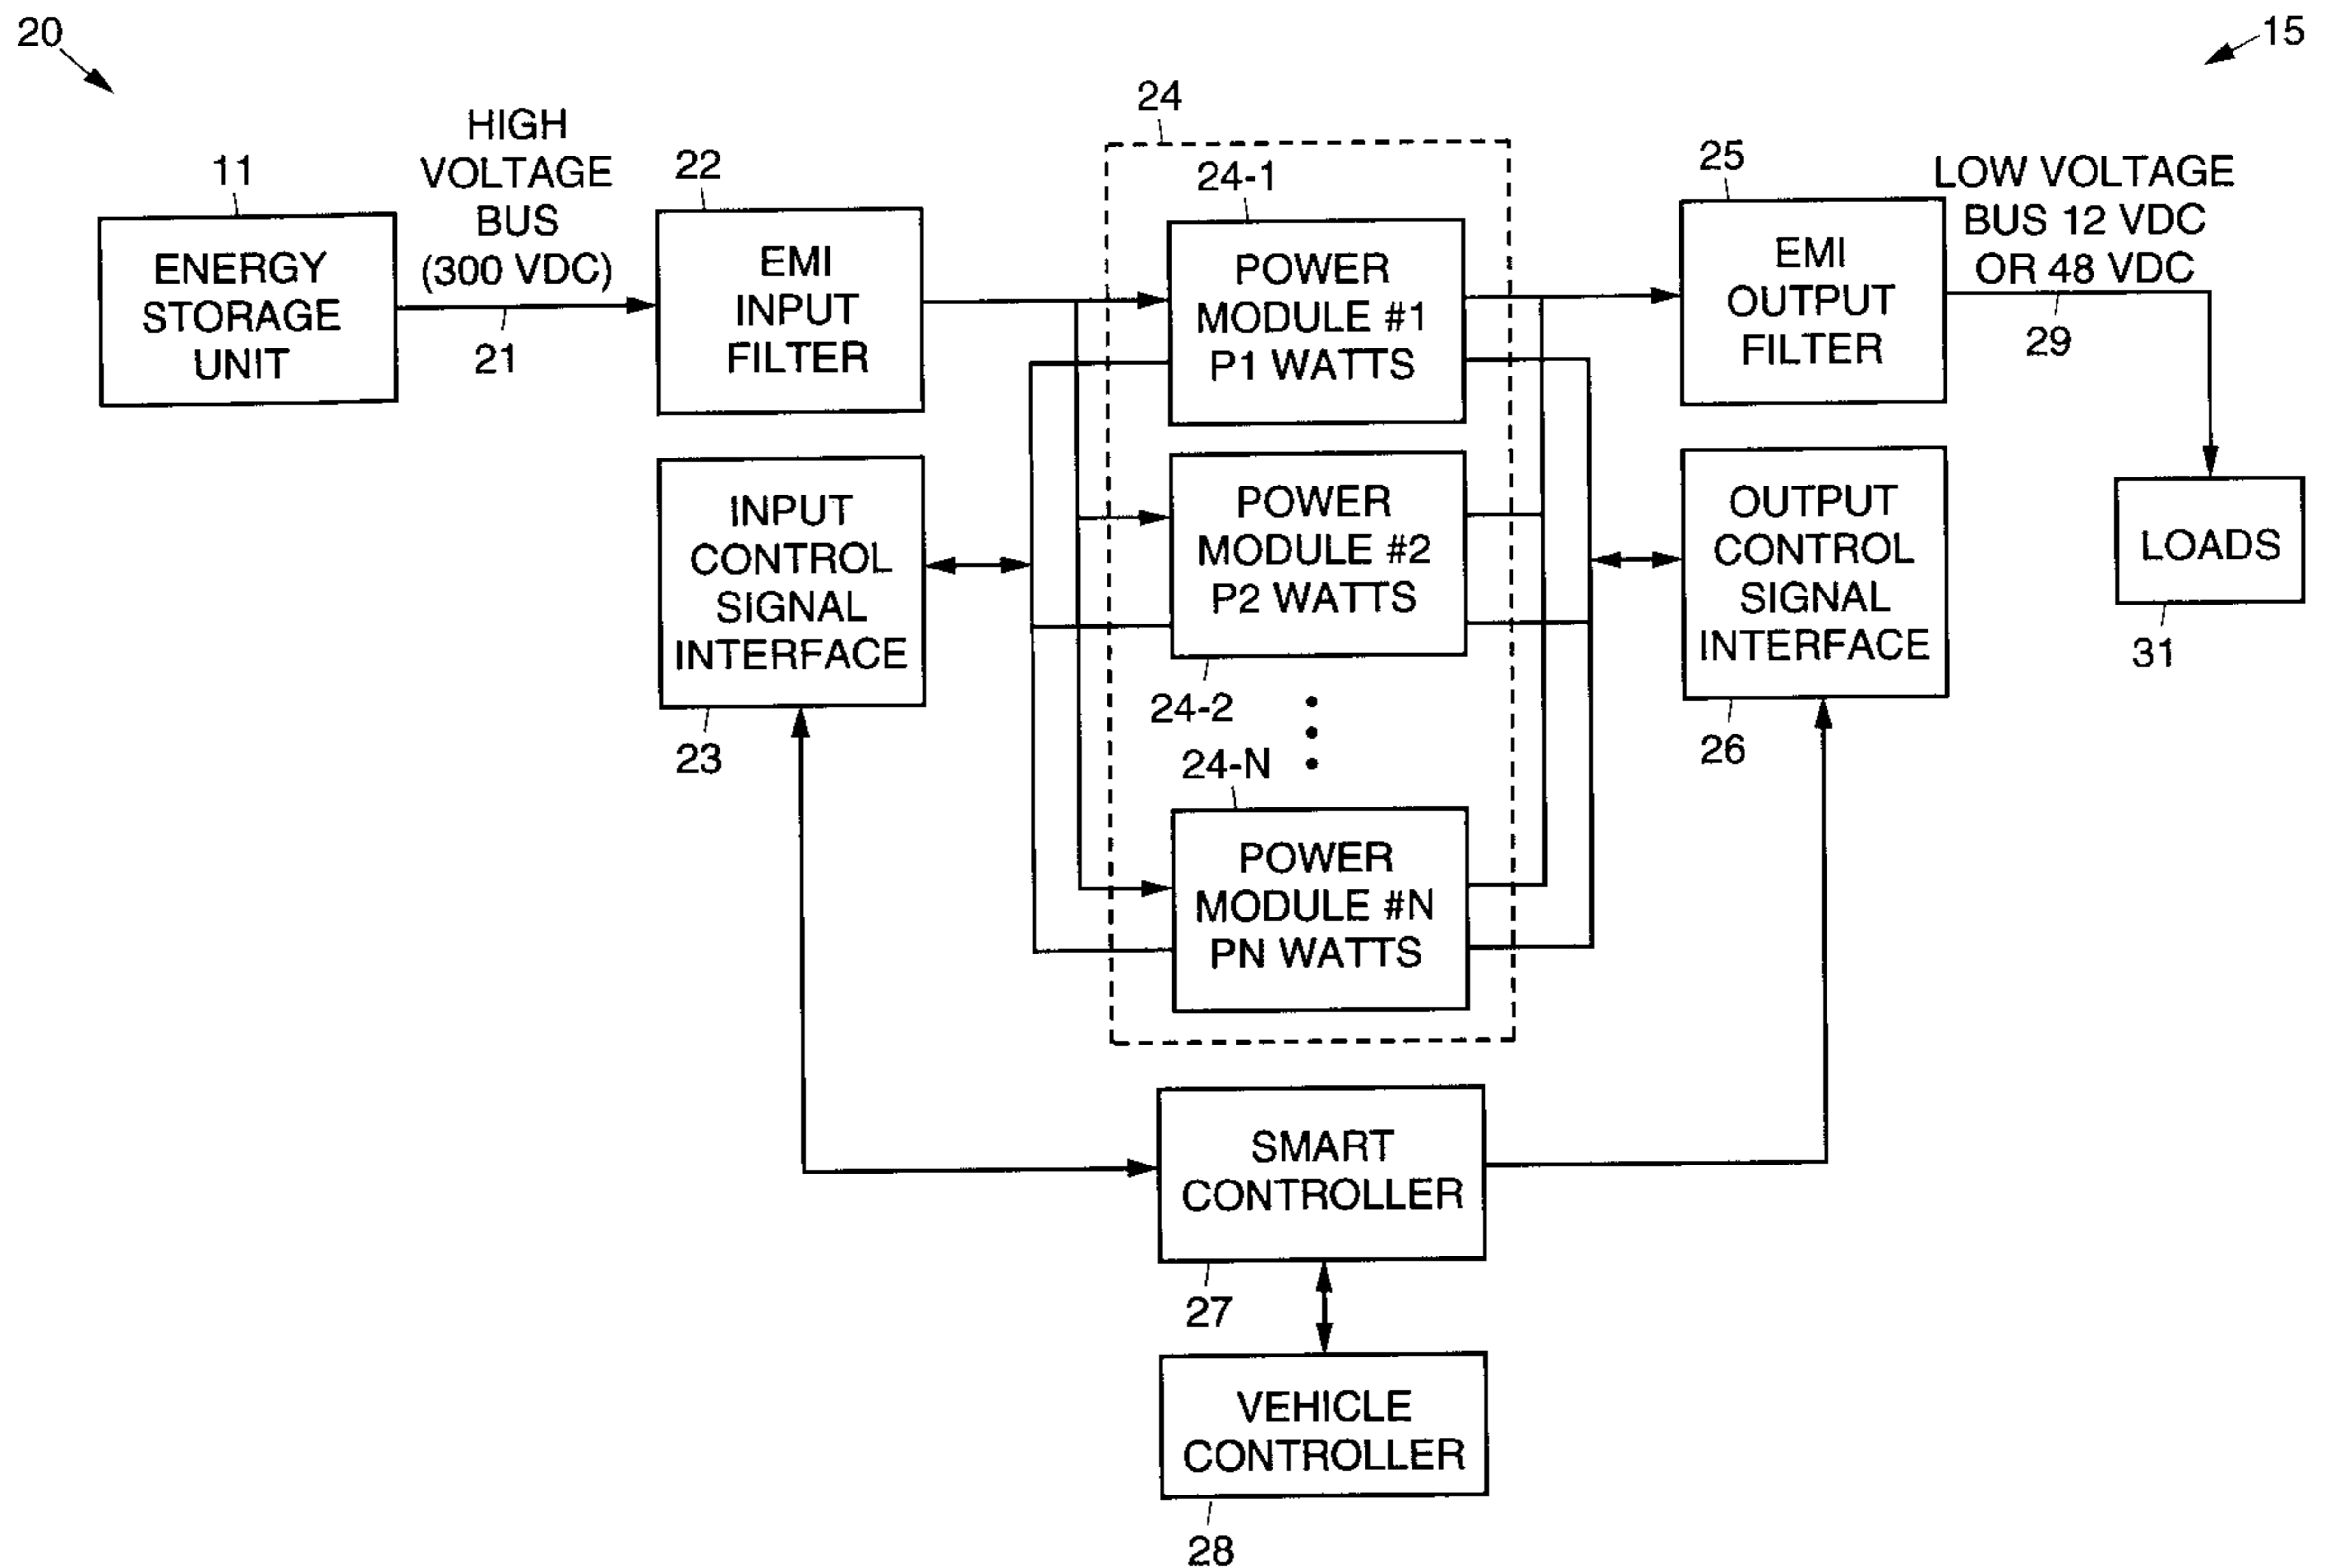 20
15
24
HIGH
VOLTAGE
BUS
(300 VDC)
11
22
24-1
25
LOW VOLTAGE
BUS 12 VDC
OR 48 VDC
ENERGY
STORAGE
UNIT
21
EMI
INPUT
FILTER
POWER
MODULE #1
P1 WATTS
EMI
OUTPUT
FILTER
29
INPUT
CONTROL
SIGNAL
INTERFACE
23
POWER
MODULE #2
P2 WATTS
24-2
OUTPUT
CONTROL
SIGNAL
INTERFACE
26
LOADS
31
24-N
POWER
MODULE #N
PN WATTS
SMART
CONTROLLER
27
VEHICLE
CONTROLLER
28